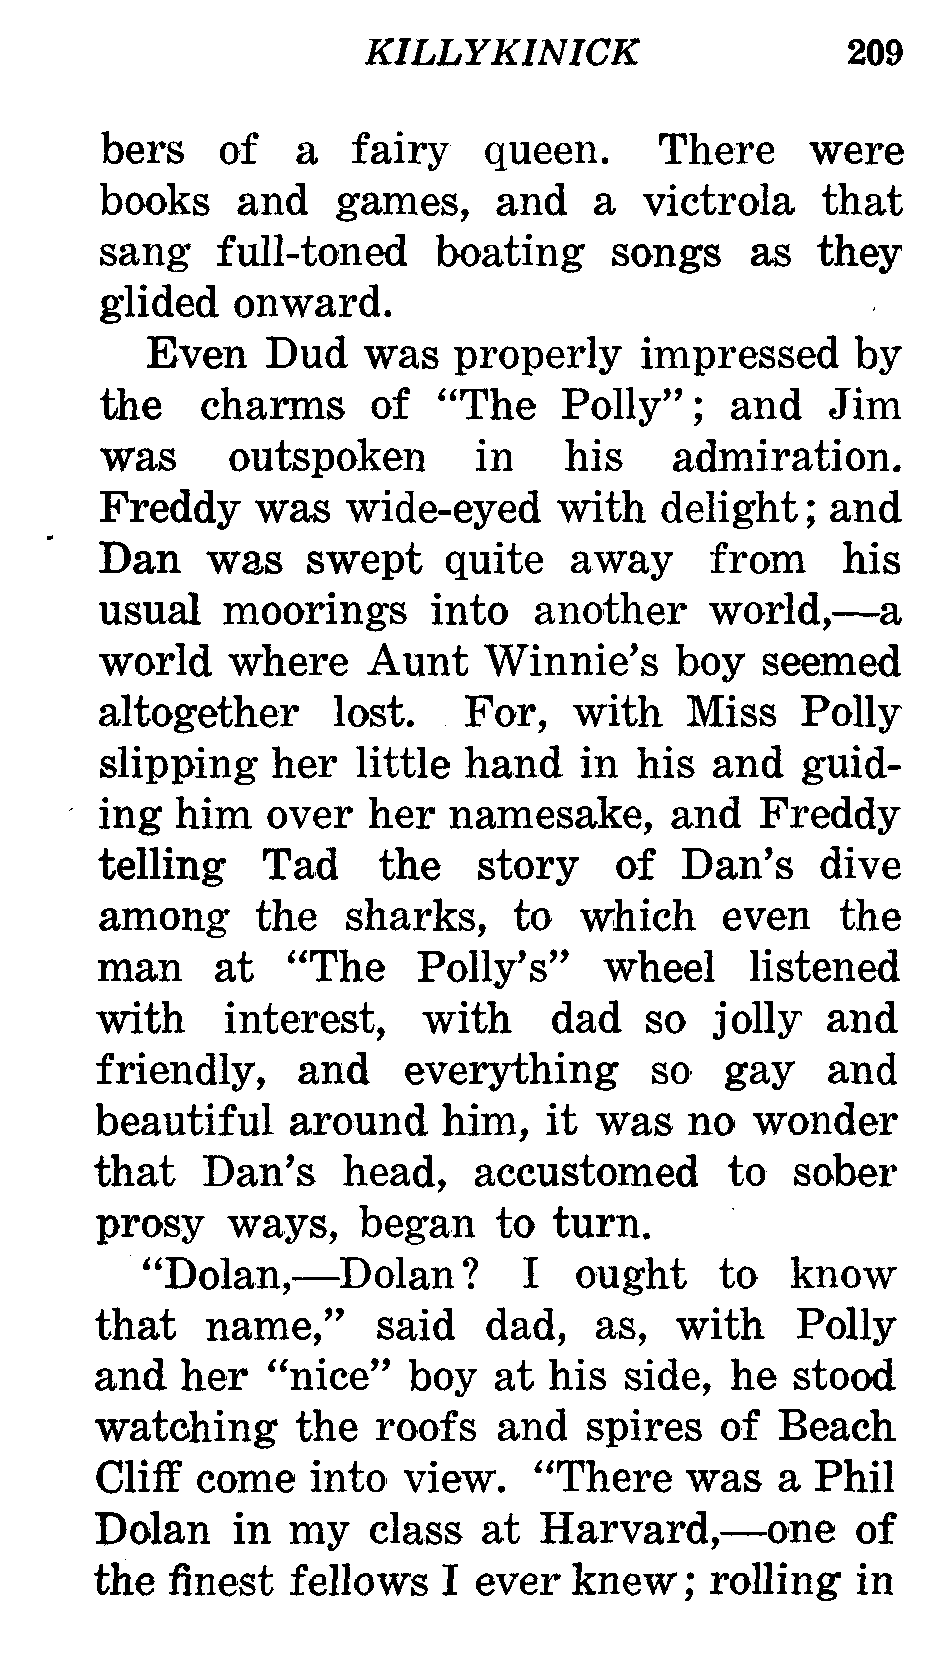 KILLYKINICK 209
bers of a fairy queen. There were
books and games, and a victrola that
sang full-toned boating songs as they
glided onward.
Even Dud was properly impressed by
the charms of “The Polly”; and Jim
was outspoken in his admiration.
Freddy was wide-eyed with delight; and
Dan was swept quite away from his
usual moorings into another world,—a
world where Aunt Winnie’s boy seemed
altogether lost. For, with Miss Polly
slipping her little hand in his and guid-
ing him over her namesake, and Freddy
telling Tad the story of Dan’s dive
among the sharks, to which even the
man at “The Polly’s” wheel listened
with interest, with dad so jolly and
friendly, and everything so gay and
beautiful around him, it was no wonder
that Dan’s head, accustomed to sober
prosy ways, began to turn.
“Dolan,—Dolan? I ought to know
that name,” said dad, as, with Polly
and her “nice” boy at his side, he stood
watching the roofs and spires of Beach
Cliff come into view. “There was a Phil
Dolan in my class at Harvard,—one of
the finest fellows I ever knew; rolling in